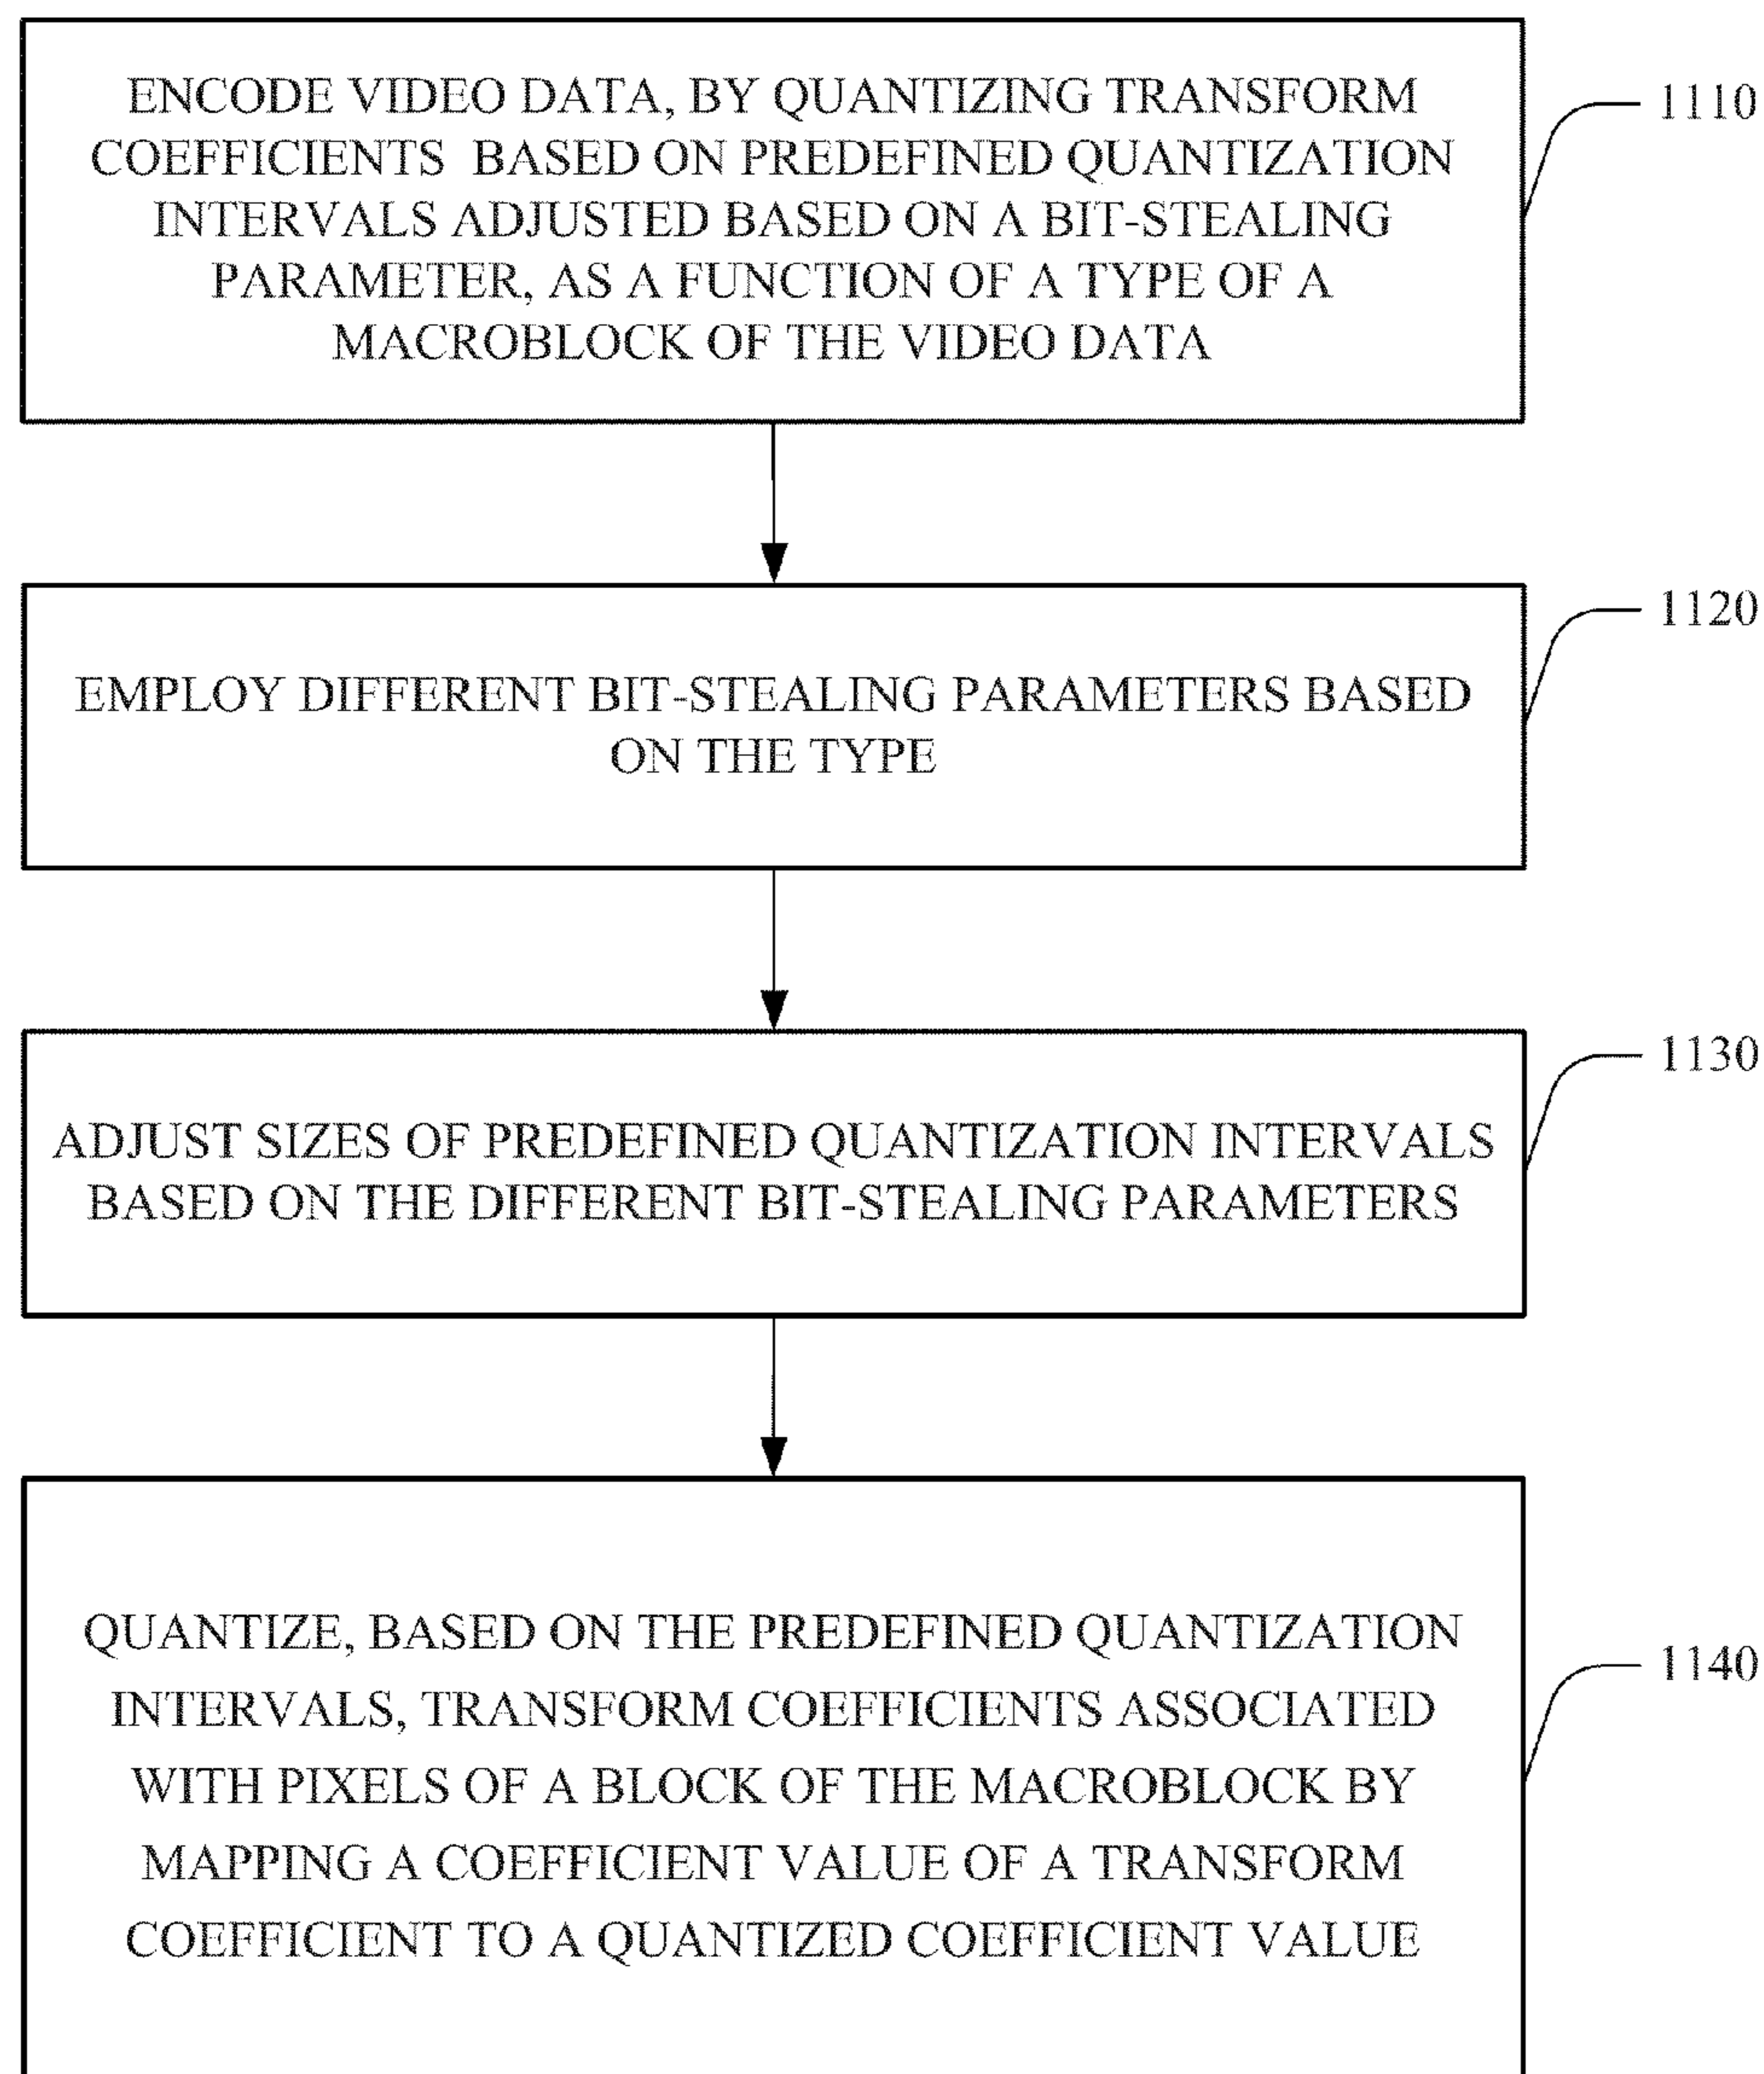 ENCODE VIDEO DATA, BY QUANTIZING TRANSFORM
COEFFICIENTS BASED ON PREDEFINED QUANTIZATION
INTERVALS ADJUSTED BASED ON A BIT-STEALING
PARAMETER, AS A FUNCTION OF A TYPE OF A
MACROBLOCK OF THE VIDEO DATA
1110
EMPLOY DIFFERENT BIT-STEALING PARAMETERS BASED
ON THE TYPE
1120
ADJUST SIZES OF PREDEFINED QUANTIZATION INTERVALS
BASED ON THE DIFFERENT BIT-STEALING PARAMETERS
1130
QUANTIZE, BASED ON THE PREDEFINED QUANTIZATION
INTERVALS, TRANSFORM COEFFICIENTS ASSOCIATED
WITH PIXELS OF A BLOCK OF THE MACROBLOCK BY
MAPPING A COEFFICIENT VALUE OF A TRANSFORM
COEFFICIENT TO A QUANTIZED COEFFICIENT VALUE
1140